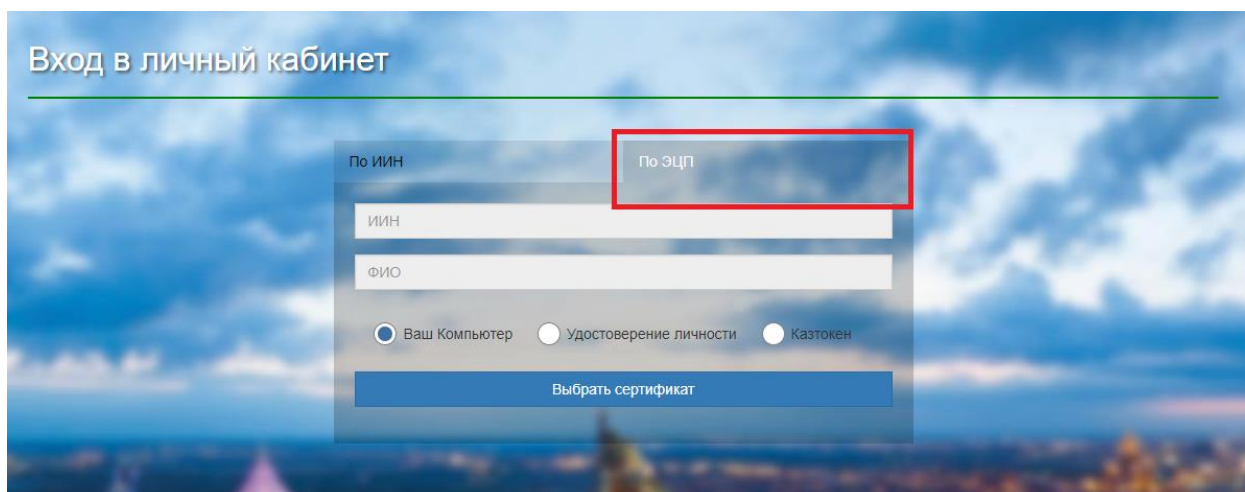 Вход в личный кабинет
По ИИН По ЭЦП
ИИН
ФИО
Ваш Компьютер Удостоверение личности Казтокен
Выбрать сертификат